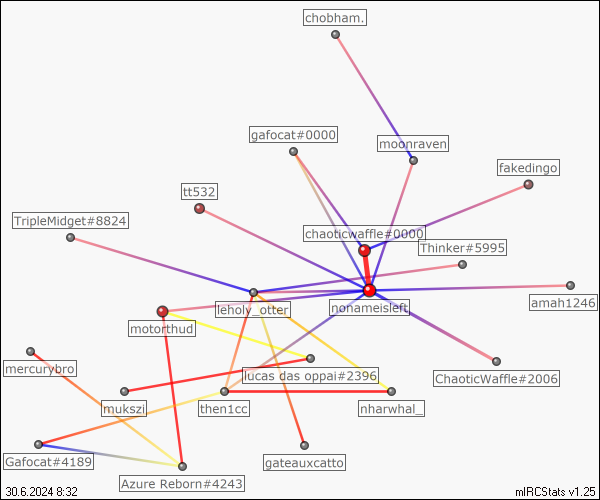 chobham.
gafocat#0000
moonraven
fakedingo
tt532
TripleMidget#8824
chaoticwaffle#0000
Thinker#5995
leholy_otter
nonameisleft
amah1246
motorthud
mercurybro
lucas das oppai#2396
ChaoticWaffle#2006
mukszi
then1cc
nharwhal_
Gafocat#4189
gateauxcatto
Azure Reborn#4243
30.6.2024 8:32
mIRCStats v1.25